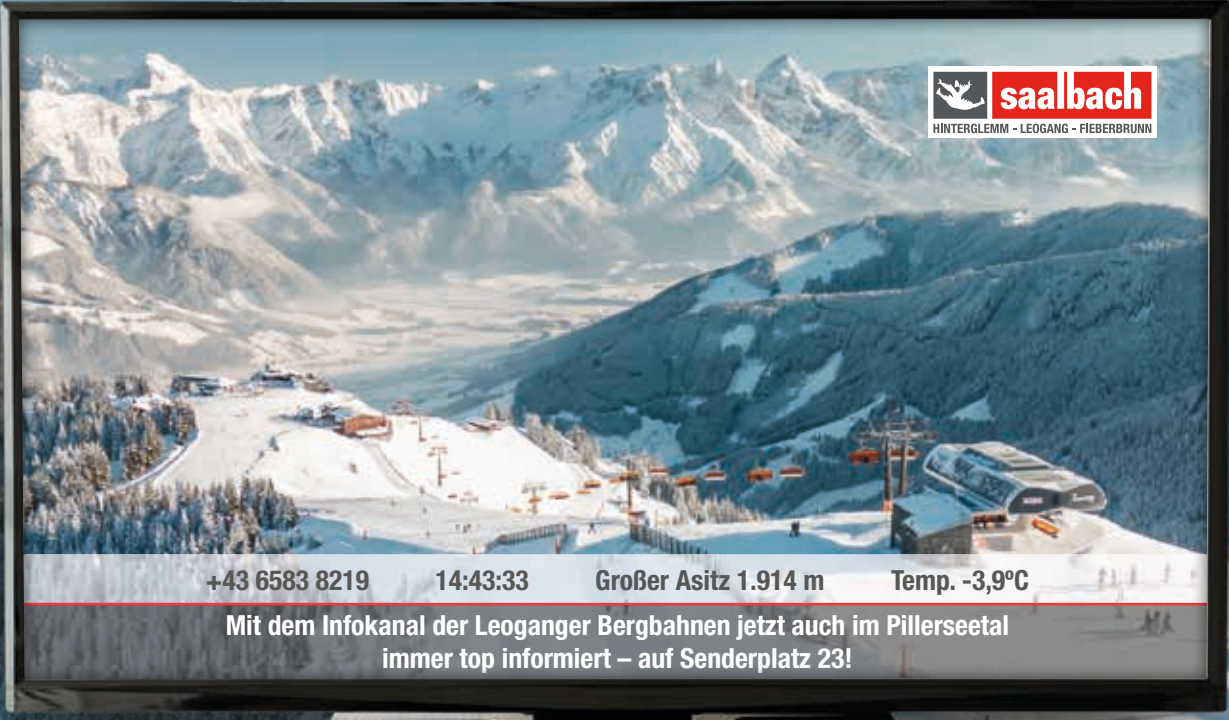 saalbach
HINTERGLEMM - LEOGANG - FIEBERBRUNN
+43 6583 8219 14:43:33 Großer Asitz 1.914 m Temp. -3,9ºC
Mit dem Infokanal der Leoganger Bergbahnen jetzt auch im Pillerseetal
immer top informiert – auf Senderplatz 23!